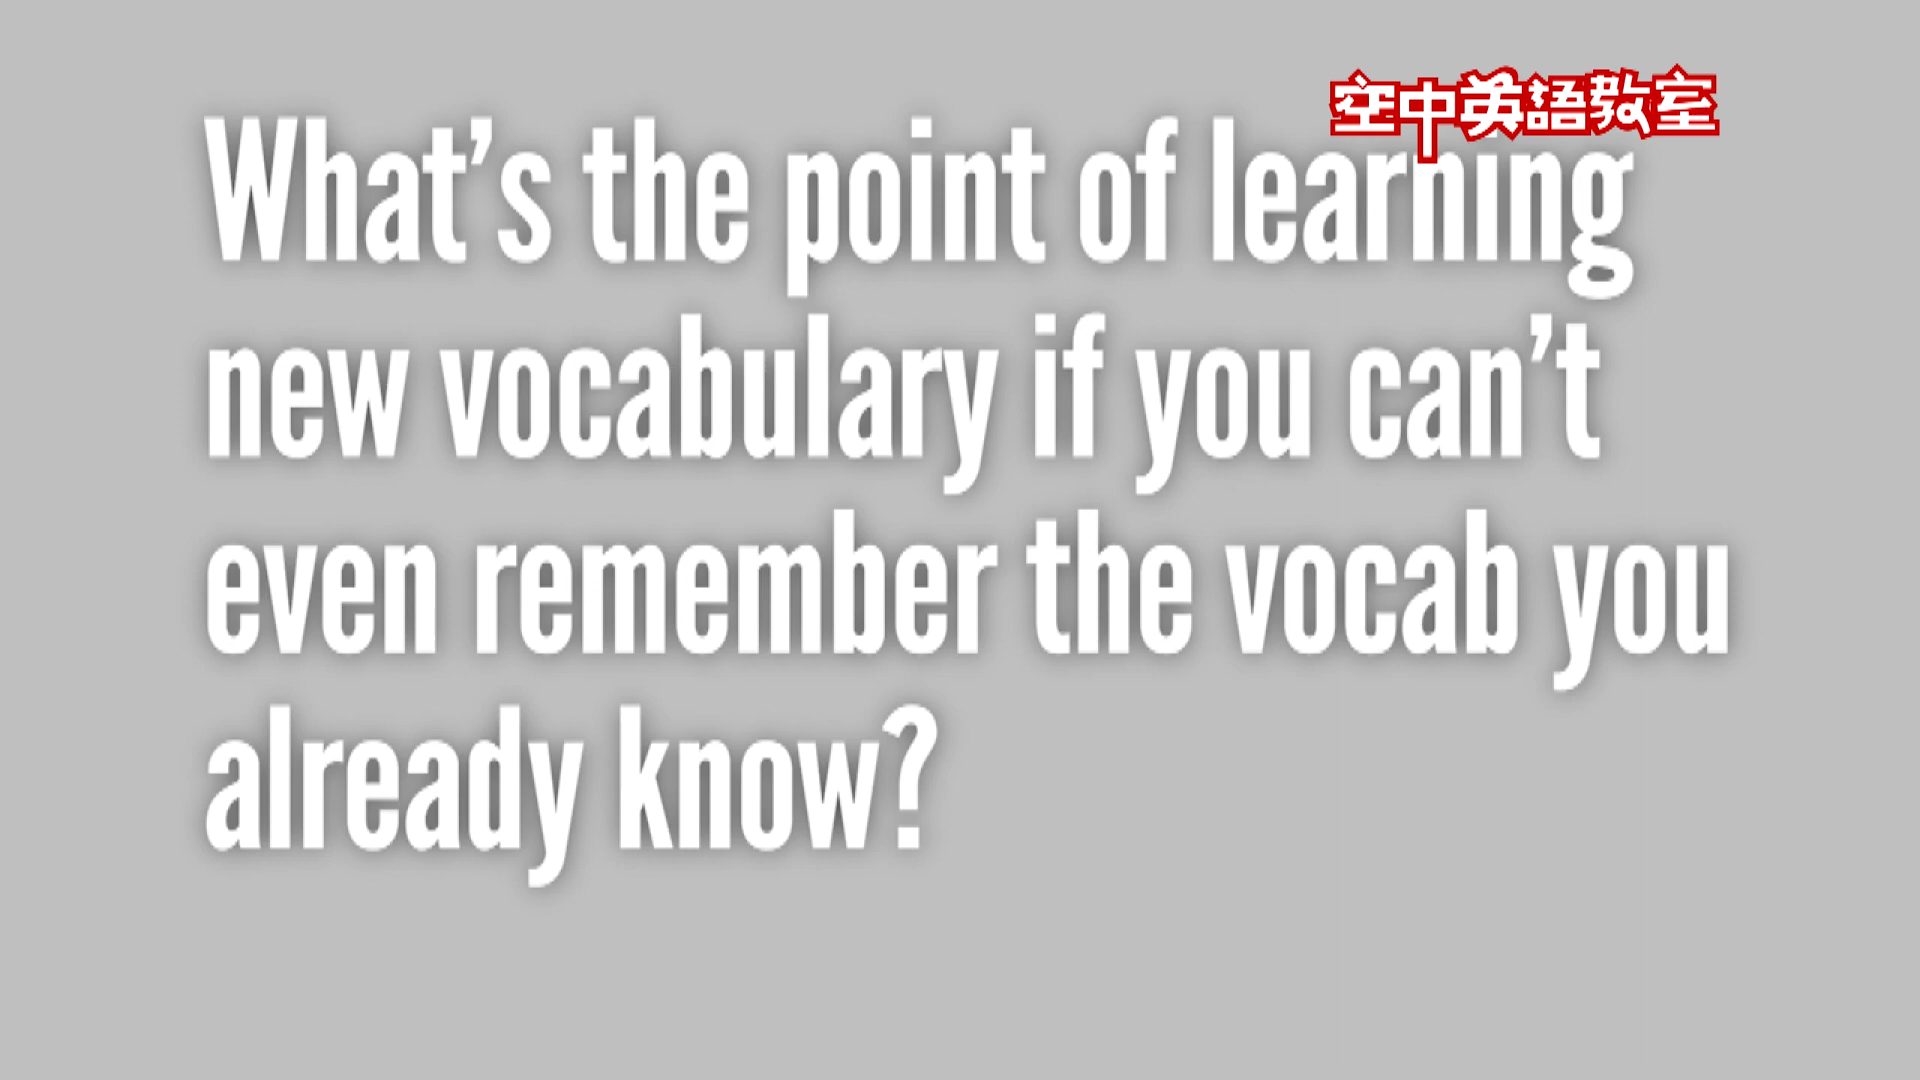 空中英語教室
What’s the point of learning
new vocabulary if you can’t
even remember the vocab you
already know?